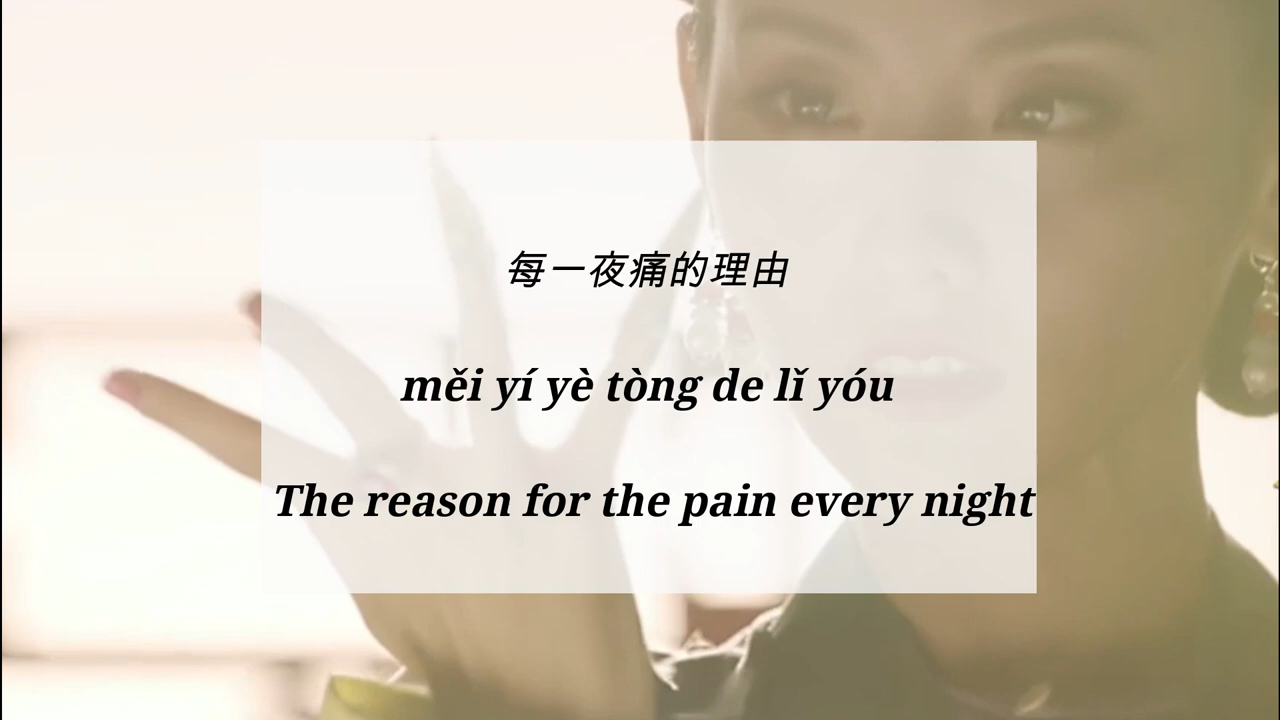 每一夜痛的理由
měi yí yè tòng de lǐ yóu
The reason for the pain every night